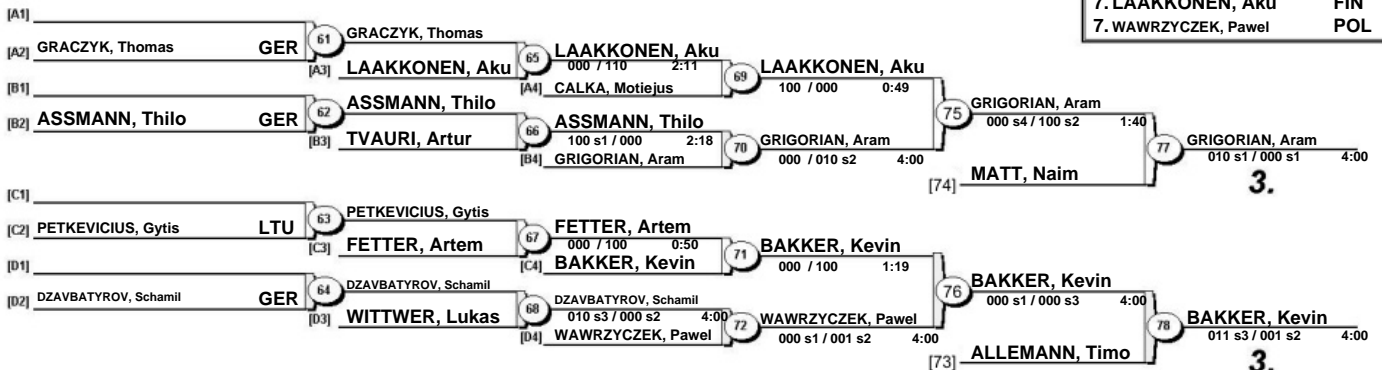 7. LAAKKONEN, Aku FIN
7. WAWRZYCZEK, Pawel POL
[A1]
[A2] GRACZYK, Thomas GER
61 GRACZYK, Thomas
[A3] LAAKKONEN, Aku
65 LAAKKONEN, Aku
000 / 110 2:11
[A4] CALKA, Motiejus
69 LAAKKONEN, Aku
100 / 000 0:49
[B1]
[B2] ASSMANN, Thilo GER
62 ASSMANN, Thilo
[B3] TVAURI, Artur
66 ASSMANN, Thilo
100 s1 / 000 2:18
[B4] GRIGORIAN, Aram
70 GRIGORIAN, Aram
000 / 010 s2 4:00
75 GRIGORIAN, Aram
000 s4 / 100 s2 1:40
[74] MATT, Naim
77 GRIGORIAN, Aram
010 s1 / 000 s1 4:00
3.
[C1]
[C2] PETKEVICIUS, Gytis LTU
63 PETKEVICIUS, Gytis
[C3] FETTER, Artem
67 FETTER, Artem
000 / 100 0:50
[C4] BAKKER, Kevin
71 BAKKER, Kevin
000 / 100 1:19
[D1]
[D2] DZAVBATYROV, Schamil GER
64 DZAVBATYROV, Schamil
[D3] WITTWER, Lukas
68 DZAVBATYROV, Schamil
010 s3 / 000 s2 4:00
[D4] WAWRZYCZEK, Pawel
72 WAWRZYCZEK, Pawel
000 s1 / 001 s2 4:00
76 BAKKER, Kevin
000 s1 / 000 s3 4:00
[73] ALLEMANN, Timo
78 BAKKER, Kevin
011 s3 / 001 s2 4:00
3.